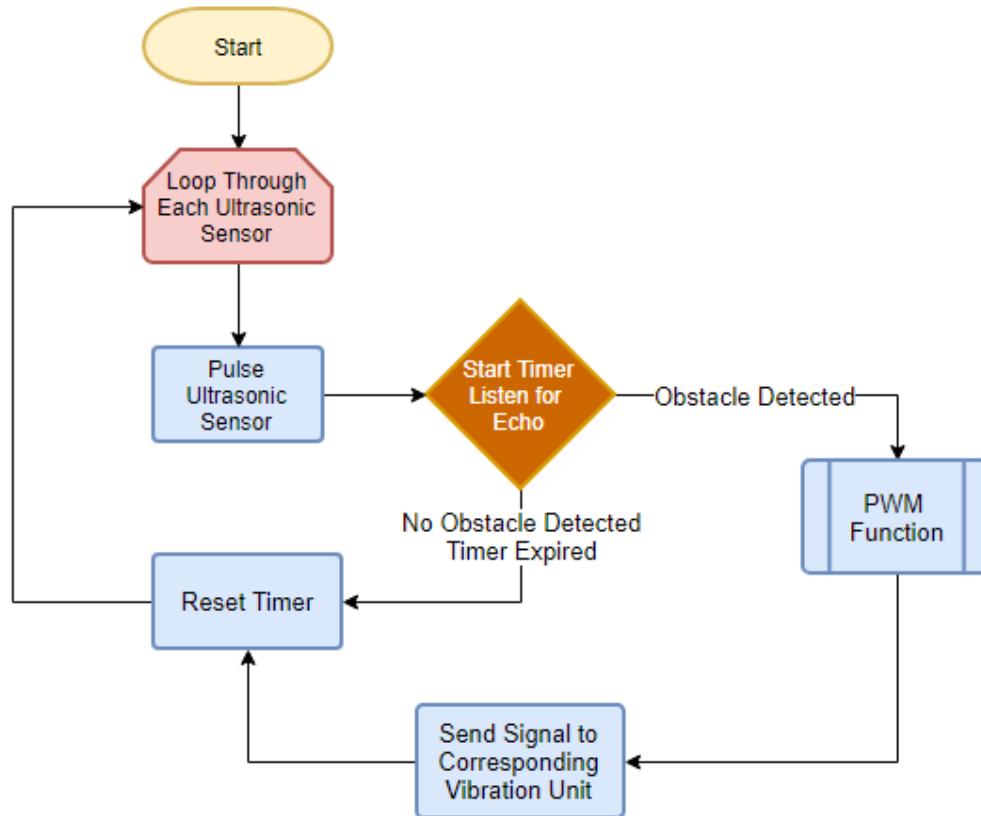 Start
Loop Through
Each Ultrasonic
Sensor
Pulse
Ultrasonic
Sensor
Start Timer
Listen for
Echo
Obstacle Detected
PWM
Function
No Obstacle Detected
Timer Expired
Reset Timer
Send Signal to
Corresponding
Vibration Unit